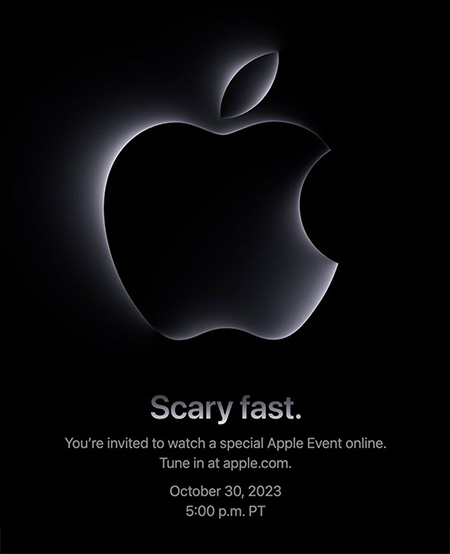 Scary fast.
You’re invited to watch a special Apple Event online.
Tune in at apple.com.
October 30, 2023
5:00 p.m. PT